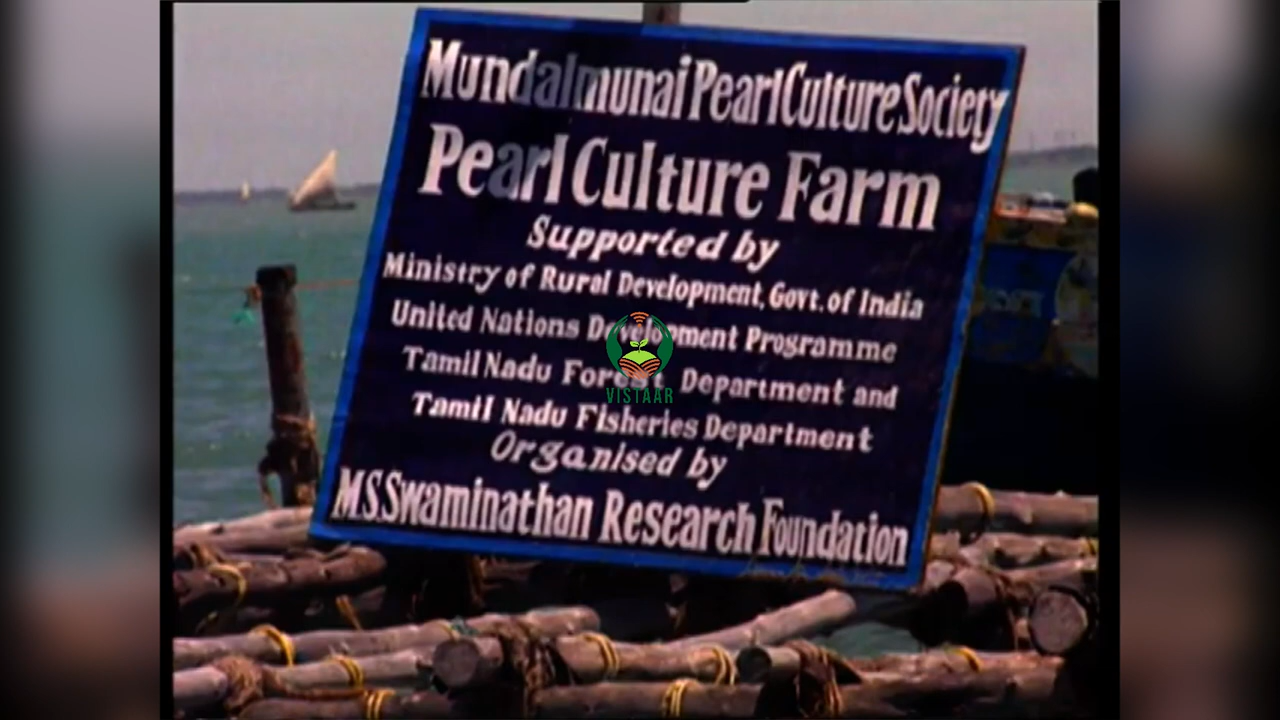 Mundalmunai Pearl Culture Society
Pearl Culture Farm
Supported by
Ministry of Rural Development, Govt. of India
United Nations Development Programme
Tamil Nadu Forest Department and
Tamil Nadu Fisheries Department
Organised by
M.S.Swaminathan Research Foundation
VISTAAR